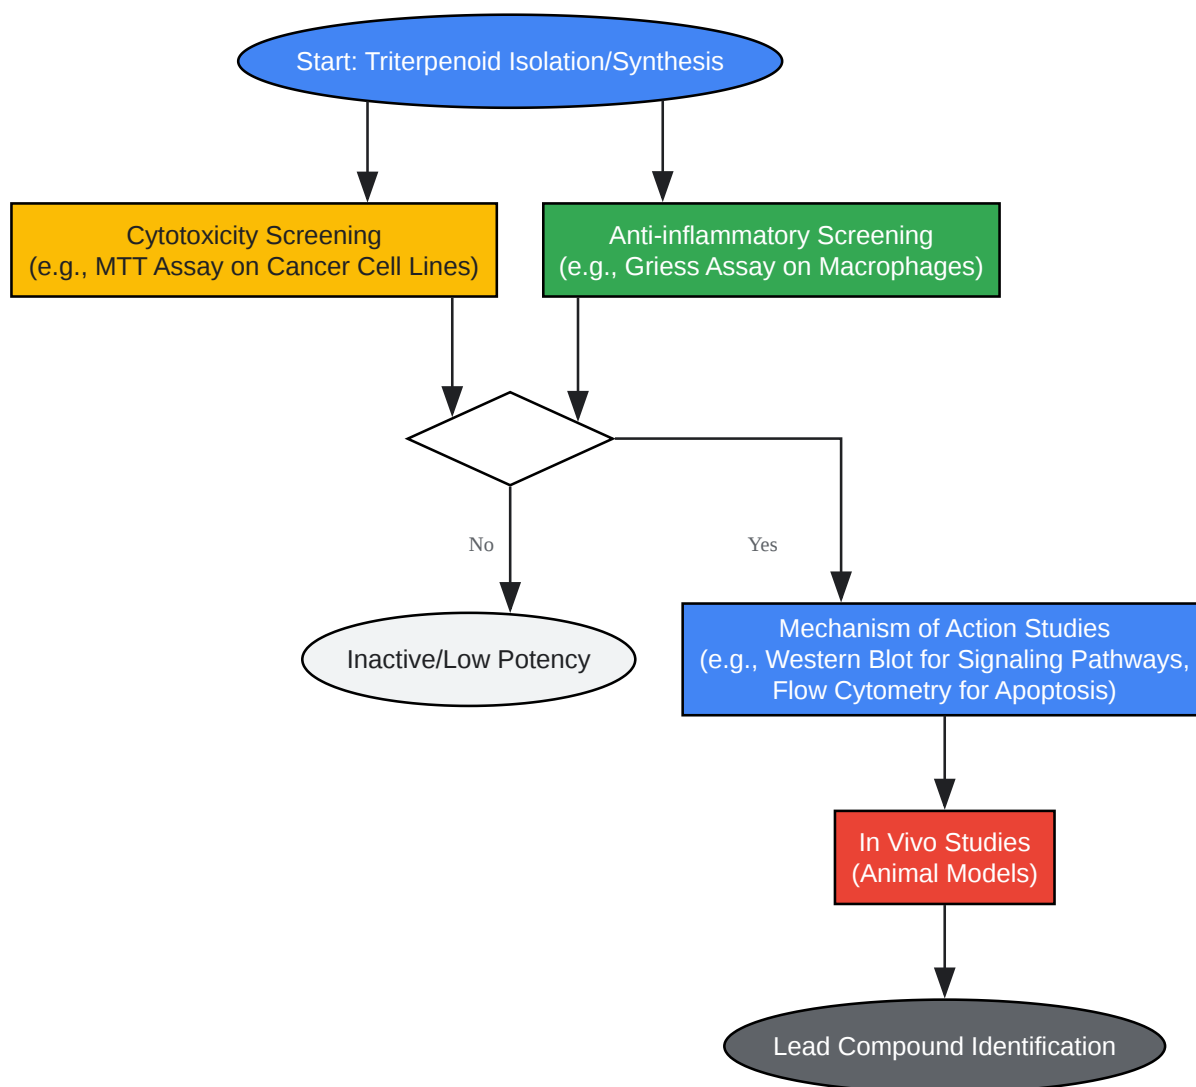 Start: Triterpenoid Isolation/Synthesis
Cytotoxicity Screening
(e.g., MTT Assay on Cancer Cell Lines)
Anti-inflammatory Screening
(e.g., Griess Assay on Macrophages)
No
Yes
Inactive/Low Potency
Mechanism of Action Studies
(e.g., Western Blot for Signaling Pathways,
Flow Cytometry for Apoptosis)
In Vivo Studies
(Animal Models)
Lead Compound Identification